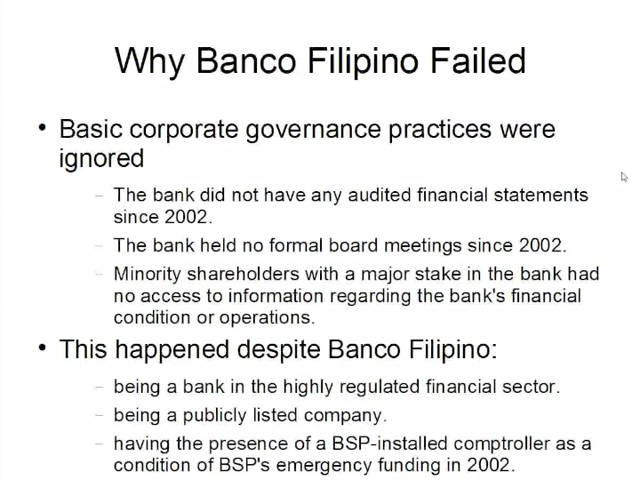 Why Banco Filipino Failed
• Basic corporate governance practices were
ignored
– The bank did not have any audited financial statements
since 2002.
– The bank held no formal board meetings since 2002.
– Minority shareholders with a major stake in the bank had
no access to information regarding the bank's financial
condition or operations.
• This happened despite Banco Filipino:
– being a bank in the highly regulated financial sector.
– being a publicly listed company.
– having the presence of a BSP-installed comptroller as a
condition of BSP's emergency funding in 2002.